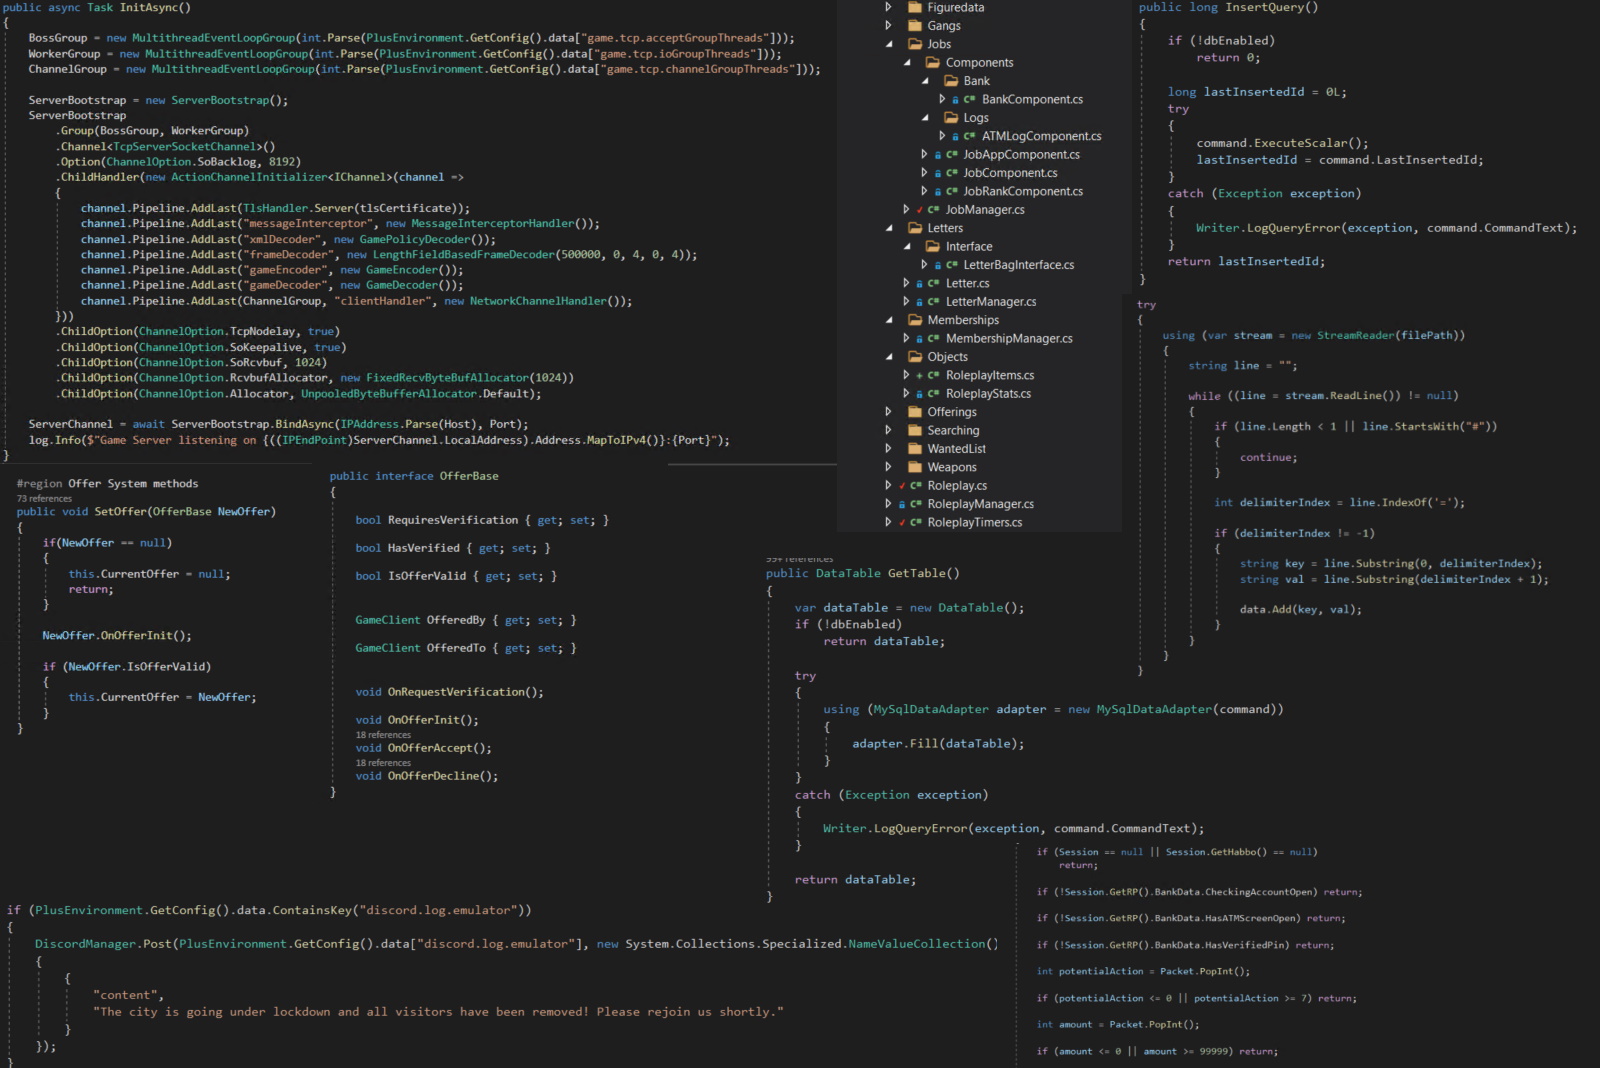 public async Task InitAsync()
{
BossGroup = new MultithreadEventLoopGroup(int.Parse(PlusEnvironment.GetConfig().data["game.tcp.acceptGroupThreads"]));
WorkerGroup = new MultithreadEventLoopGroup(int.Parse(PlusEnvironment.GetConfig().data["game.tcp.ioGroupThreads"]));
ChannelGroup = new MultithreadEventLoopGroup(int.Parse(PlusEnvironment.GetConfig().data["game.tcp.channelGroupThreads"]));
ServerBootstrap = new ServerBootstrap();
ServerBootstrap
.Group(BossGroup, WorkerGroup)
.Channel<TcpServerSocketChannel>()
.Option(ChannelOption.SoBacklog, 8192)
.ChildHandler(new ActionChannelInitializer<IChannel>(channel =>
{
channel.Pipeline.AddLast(TlsHandler.Server(tlsCertificate));
channel.Pipeline.AddLast("messageInterceptor", new MessageInterceptorHandler());
channel.Pipeline.AddLast("xmlDecoder", new GamePolicyDecoder());
channel.Pipeline.AddLast("frameDecoder", new LengthFieldBasedFrameDecoder(500000, 0, 4, 0, 4));
channel.Pipeline.AddLast("gameEncoder", new GameEncoder());
channel.Pipeline.AddLast("gameDecoder", new GameDecoder());
channel.Pipeline.AddLast(ChannelGroup, "clientHandler", new NetworkChannelHandler());
}))
.ChildOption(ChannelOption.TcpNodelay, true)
.ChildOption(ChannelOption.SoKeepalive, true)
.ChildOption(ChannelOption.SoRcvbuf, 1024)
.ChildOption(ChannelOption.RcvbufAllocator, new FixedRecvByteBufAllocator(1024))
.ChildOption(ChannelOption.Allocator, UnpooledByteBufferAllocator.Default);
ServerChannel = await ServerBootstrap.BindAsync(IPAddress.Parse(Host), Port);
log.Info($"Game Server listening on {((IPEndPoint)ServerChannel.LocalAddress).Address.MapToIPv4()}:{Port}");
}
Figuredata
Gangs
Jobs
Components
Bank
C# BankComponent.cs
Logs
C# ATMLogComponent.cs
C# JobAppComponent.cs
C# JobComponent.cs
C# JobRankComponent.cs
C# JobManager.cs
Letters
Interface
C# LetterBagInterface.cs
C# Letter.cs
C# LetterManager.cs
Memberships
C# MembershipManager.cs
Objects
C# RoleplayItems.cs
C# RoleplayStats.cs
Offerings
Searching
WantedList
Weapons
C# Roleplay.cs
C# RoleplayManager.cs
C# RoleplayTimers.cs
public long InsertQuery()
{
if (!dbEnabled)
return 0;
long lastInsertedId = 0L;
try
{
command.ExecuteScalar();
lastInsertedId = command.LastInsertedId;
}
catch (Exception exception)
{
Writer.LogQueryError(exception, command.CommandText);
}
return lastInsertedId;
}
try
{
using (var stream = new StreamReader(filePath))
{
string line = "";
while ((line = stream.ReadLine()) != null)
{
if (line.Length < 1 || line.StartsWith("#"))
{
continue;
}
int delimiterIndex = line.IndexOf('=');
if (delimiterIndex != -1)
{
string key = line.Substring(0, delimiterIndex);
string val = line.Substring(delimiterIndex + 1);
data.Add(key, val);
}
}
}
}
#region Offer System methods
73 references
public void SetOffer(OfferBase NewOffer)
{
if(NewOffer == null)
{
this.CurrentOffer = null;
return;
}
NewOffer.OnOfferInit();
if (NewOffer.IsOfferValid)
{
this.CurrentOffer = NewOffer;
}
}
public interface OfferBase
{
bool RequiresVerification { get; set; }
bool HasVerified { get; set; }
bool IsOfferValid { get; set; }
GameClient OfferedBy { get; set; }
GameClient OfferedTo { get; set; }
void OnRequestVerification();
void OnOfferInit();
18 references
void OnOfferAccept();
18 references
void OnOfferDecline();
}
99+ references
public DataTable GetTable()
{
var dataTable = new DataTable();
if (!dbEnabled)
return dataTable;
try
{
using (MySqlDataAdapter adapter = new MySqlDataAdapter(command))
{
adapter.Fill(dataTable);
}
}
catch (Exception exception)
{
Writer.LogQueryError(exception, command.CommandText);
}
return dataTable;
}
if (PlusEnvironment.GetConfig().data.ContainsKey("discord.log.emulator"))
{
DiscordManager.Post(PlusEnvironment.GetConfig().data["discord.log.emulator"], new System.Collections.Specialized.NameValueCollection()
{
{
"content",
"The city is going under lockdown and all visitors have been removed! Please rejoin us shortly."
}
});
}
if (Session == null || Session.GetHabbo() == null)
return;
if (!Session.GetRP().BankData.CheckingAccountOpen) return;
if (!Session.GetRP().BankData.HasATMScreenOpen) return;
if (!Session.GetRP().BankData.HasVerifiedPin) return;
int potentialAction = Packet.PopInt();
if (potentialAction <= 0 || potentialAction >= 7) return;
int amount = Packet.PopInt();
if (amount <= 0 || amount >= 99999) return;